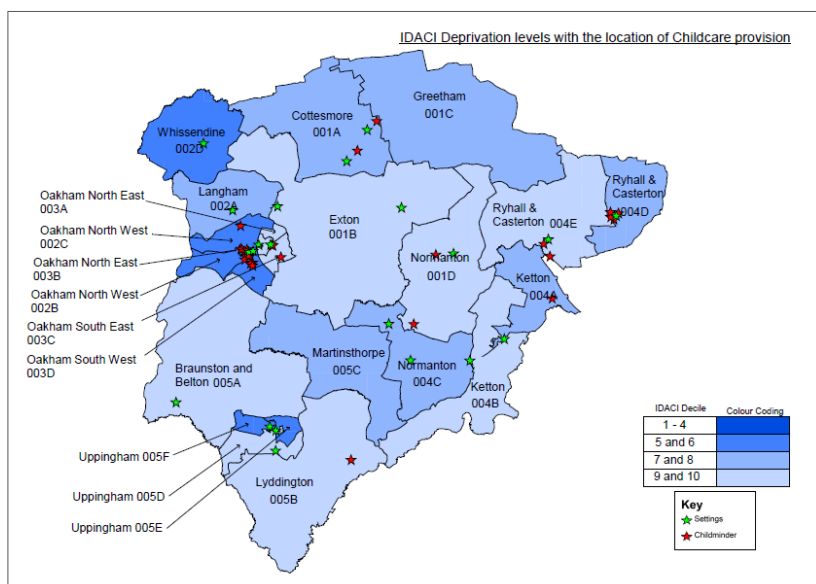 IDACI Deprivation levels with the location of Childcare provision
Greetham
001C
Cottesmore
001A
Whissendine
002D
Ryhall &
Casterton
004D
Langham
002A
Oakham North East
003A
Exton
001B
Ryhall &
Casterton 004E
Oakham North West
002C
Oakham North East
003B
Normanton
001D
Ketton
004A
Oakham North West
002B
Oakham South East
003C
Oakham South West
003D
Martinsthorpe
005C
Normanton
004C
Braunston and
Belton 005A
Ketton
004B
Uppingham 005F
Uppingham 005D
Lyddington
005B
Uppingham 005E
IDACI Decile Colour Coding
1 - 4
5 and 6
7 and 8
9 and 10
Key
Settings
Childminder